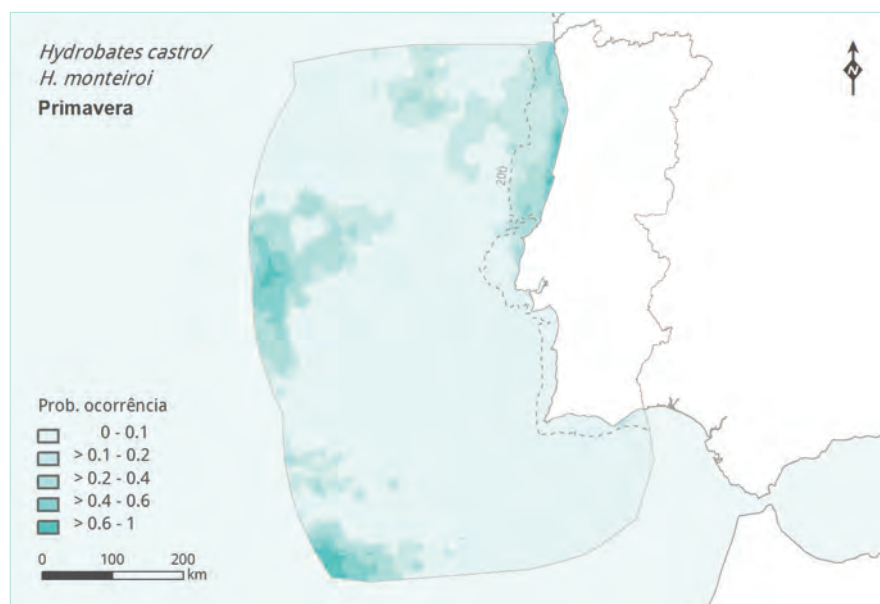 Hydrobates castro/
H. monteiroi
Primavera
N
200
Prob. ocorrência
0 - 0.1
> 0.1 - 0.2
> 0.2 - 0.4
> 0.4 - 0.6
> 0.6 - 1
0 100 200
km